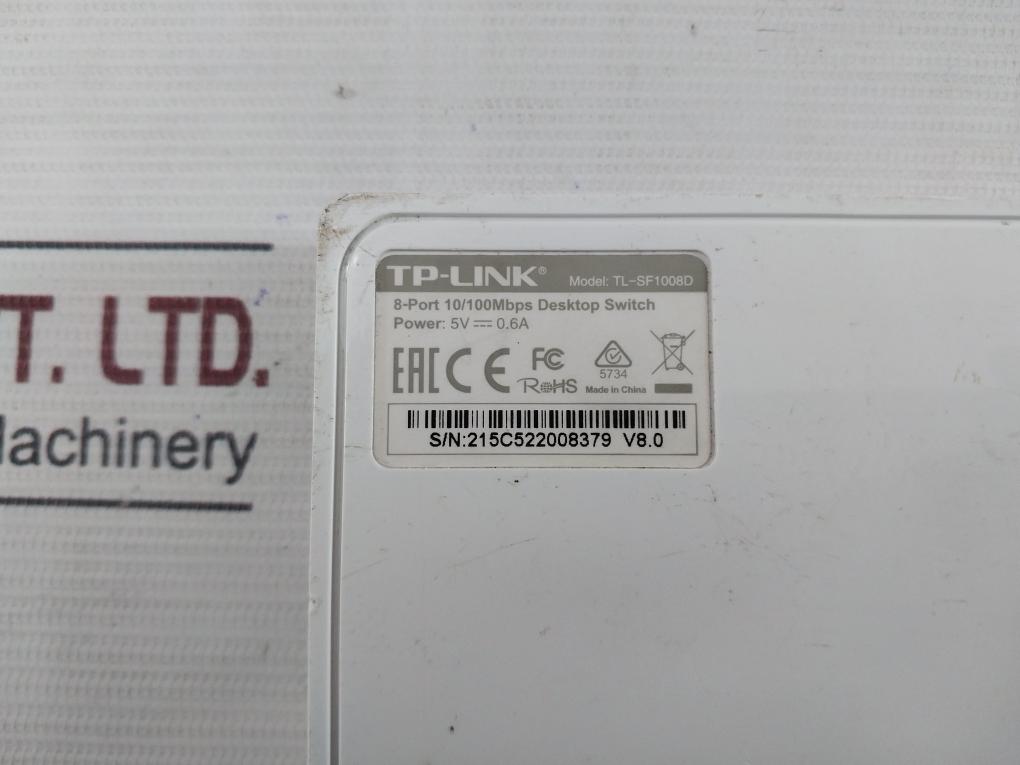 T. LTD.
Machinery
TP-LINK®
Model: TL-SF1008D
8-Port 10/100Mbps Desktop Switch
Power: 5V⎓0.6A
EAC CE FC
5734
RoHS
Made in China
S/N:215C522008379 V8.0